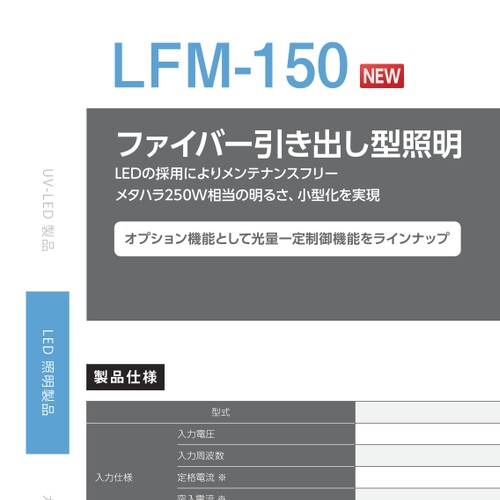 LFM-150 NEW
ファイバー引き出し型照明
LEDの採用によりメンテナンスフリー
メタハラ250W相当の明るさ、小型化を実現
オプション機能として光量一定制御機能をラインナップ
UV-LED 製品
LED 照明製品
製品仕様
型式
入力仕様
入力電圧
入力周波数
定格電流 ※
突入電流 ※